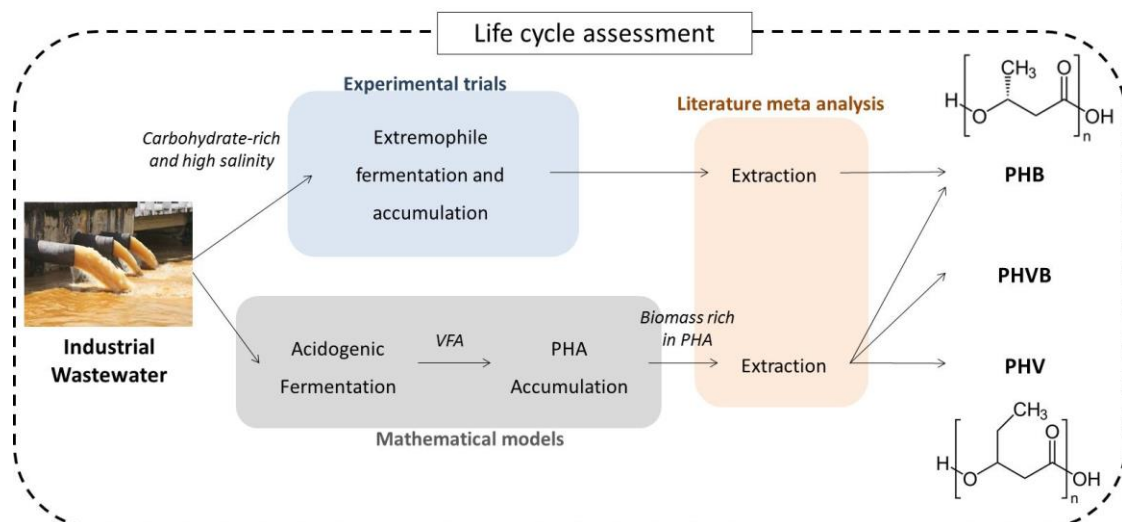 Life cycle assessment
Experimental trials
Literature meta analysis
Carbohydrate-rich
and high salinity
Extremophile
fermentation and
accumulation
Extraction
CH3
O
H
O
OH
n
PHB
PHVB
Industrial
Wastewater
Acidogenic
Fermentation
VFA
PHA
Accumulation
Biomass rich
in PHA
Extraction
PHV
Mathematical models
CH3
O
H
O
OH
n